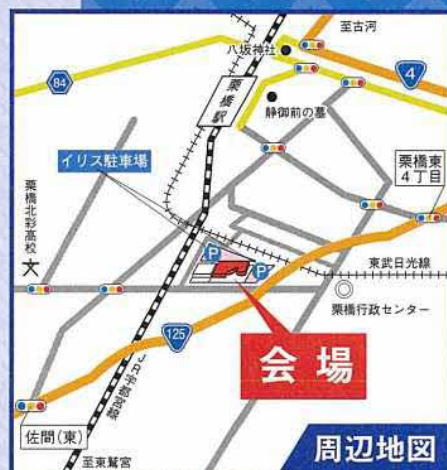 至古河
八坂神社
4
84
栗橋駅
静御前の墓
イリス駐車場
栗橋東
4丁目
栗橋北彩高校
P
P
東武日光線
栗橋行政センター
125
会場
JR宇都宮線
佐間(東)
至東鷲宮
周辺地図